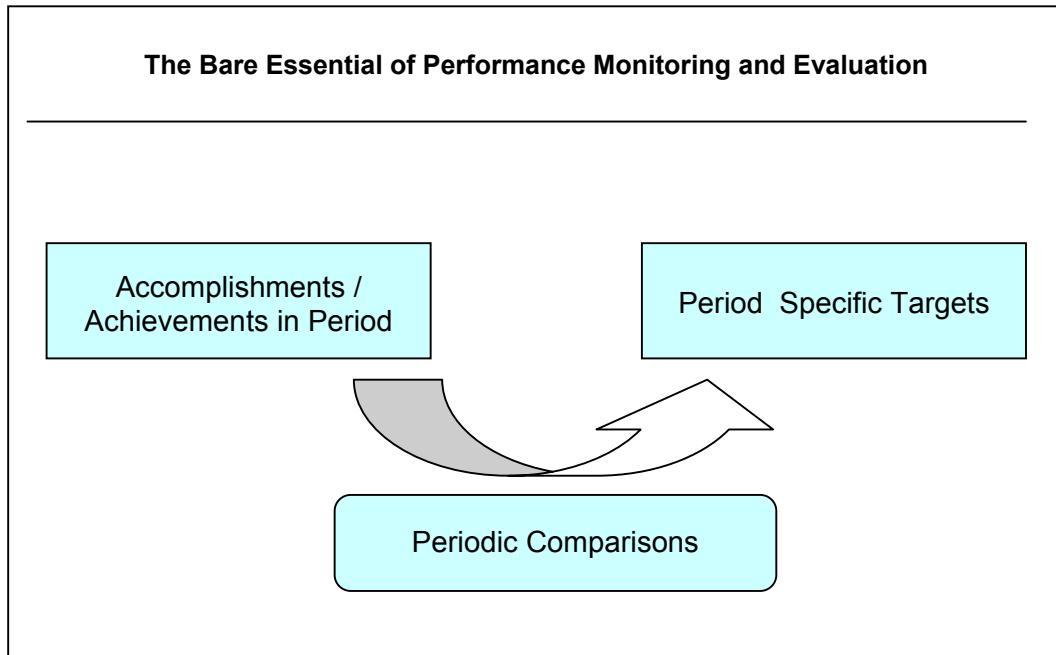 The Bare Essential of Performance Monitoring and Evaluation
Accomplishments /
Achievements in Period
Period  Specific Targets
Periodic Comparisons